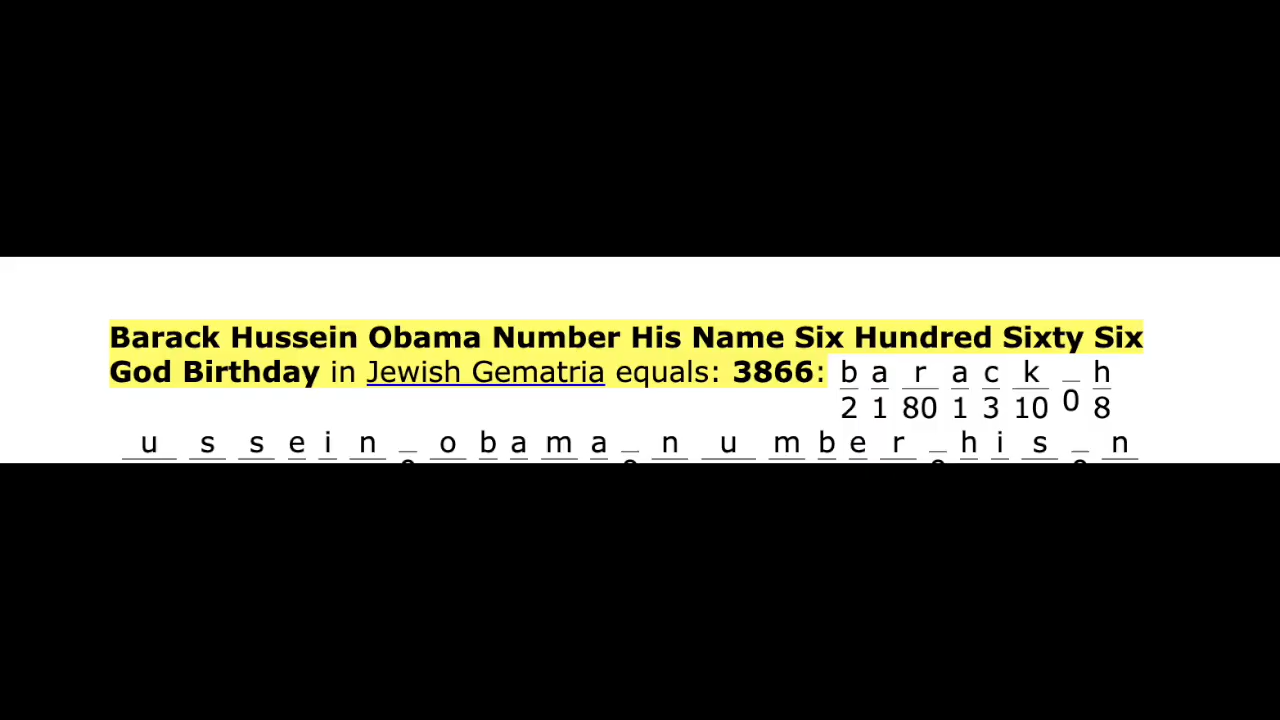 Barack Hussein Obama Number His Name Six Hundred Sixty Six
God Birthday in Jewish Gematria equals: 3866: b a r a c k _ h
2 1 80 1 3 10 0 8
u s s e i n _ o b a m a _ n u m b e r _ h i s _ n